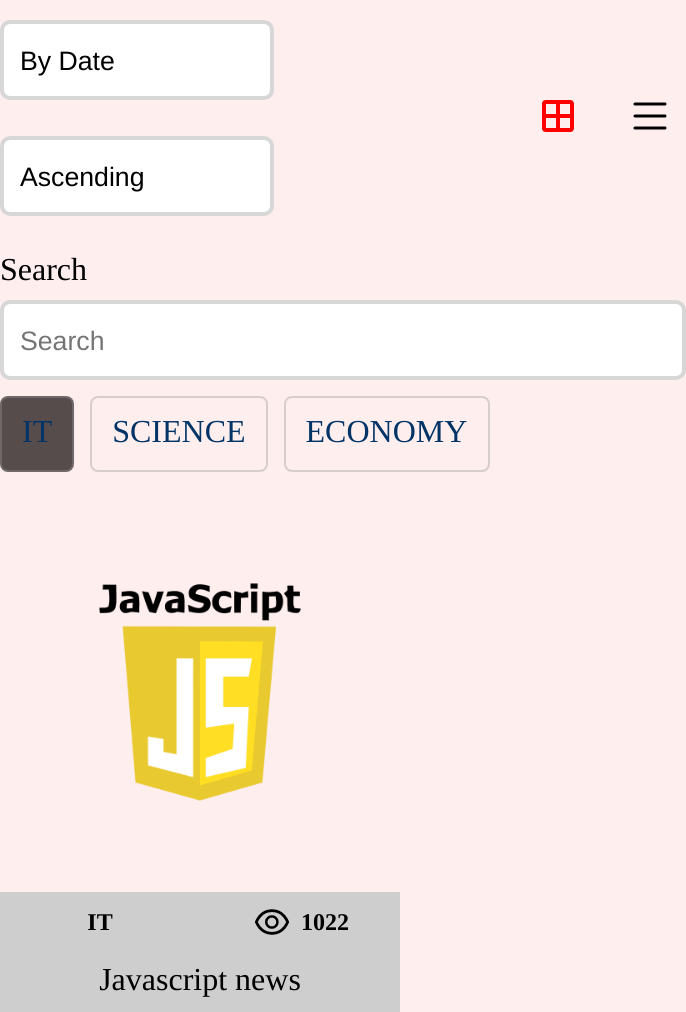 By Date
Ascending
Search
Search
IT
SCIENCE
ECONOMY
JavaScript
JS
IT
1022
Javascript news